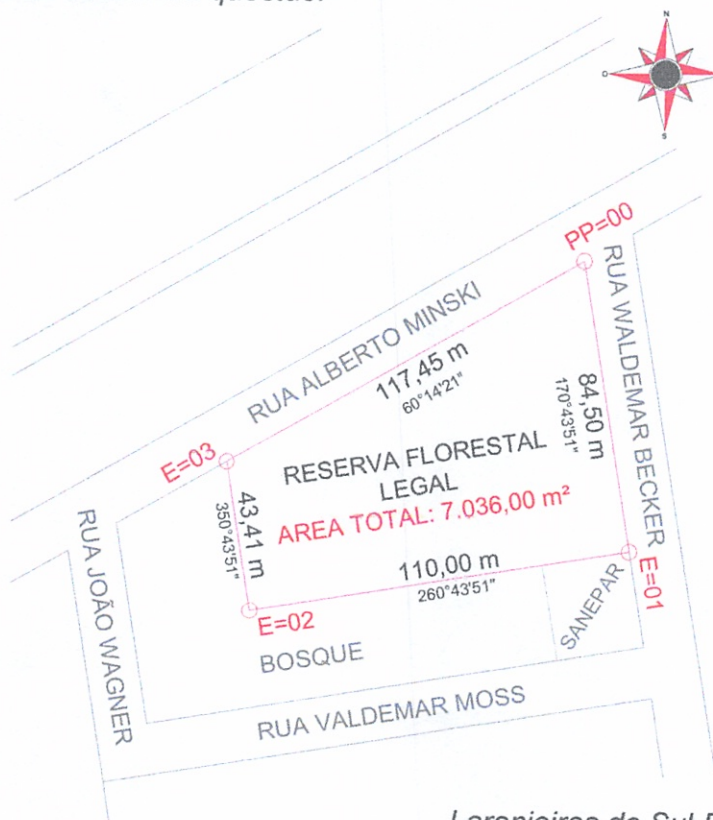 N
O
S
PP=00
RUA WALDEMAR BECKER
RUA ALBERTO MINSKI
117,45 m
60°14'21"
84,50 m
170°43'51"
E=03
RESERVA FLORESTAL
LEGAL
AREA TOTAL: 7.036,00 m²
43,41 m
350°43'51"
110,00 m
260°43'51"
E=01
E=02
SANEPAR
BOSQUE
RUA JOÃO WAGNER
RUA VALDEMAR MOSS